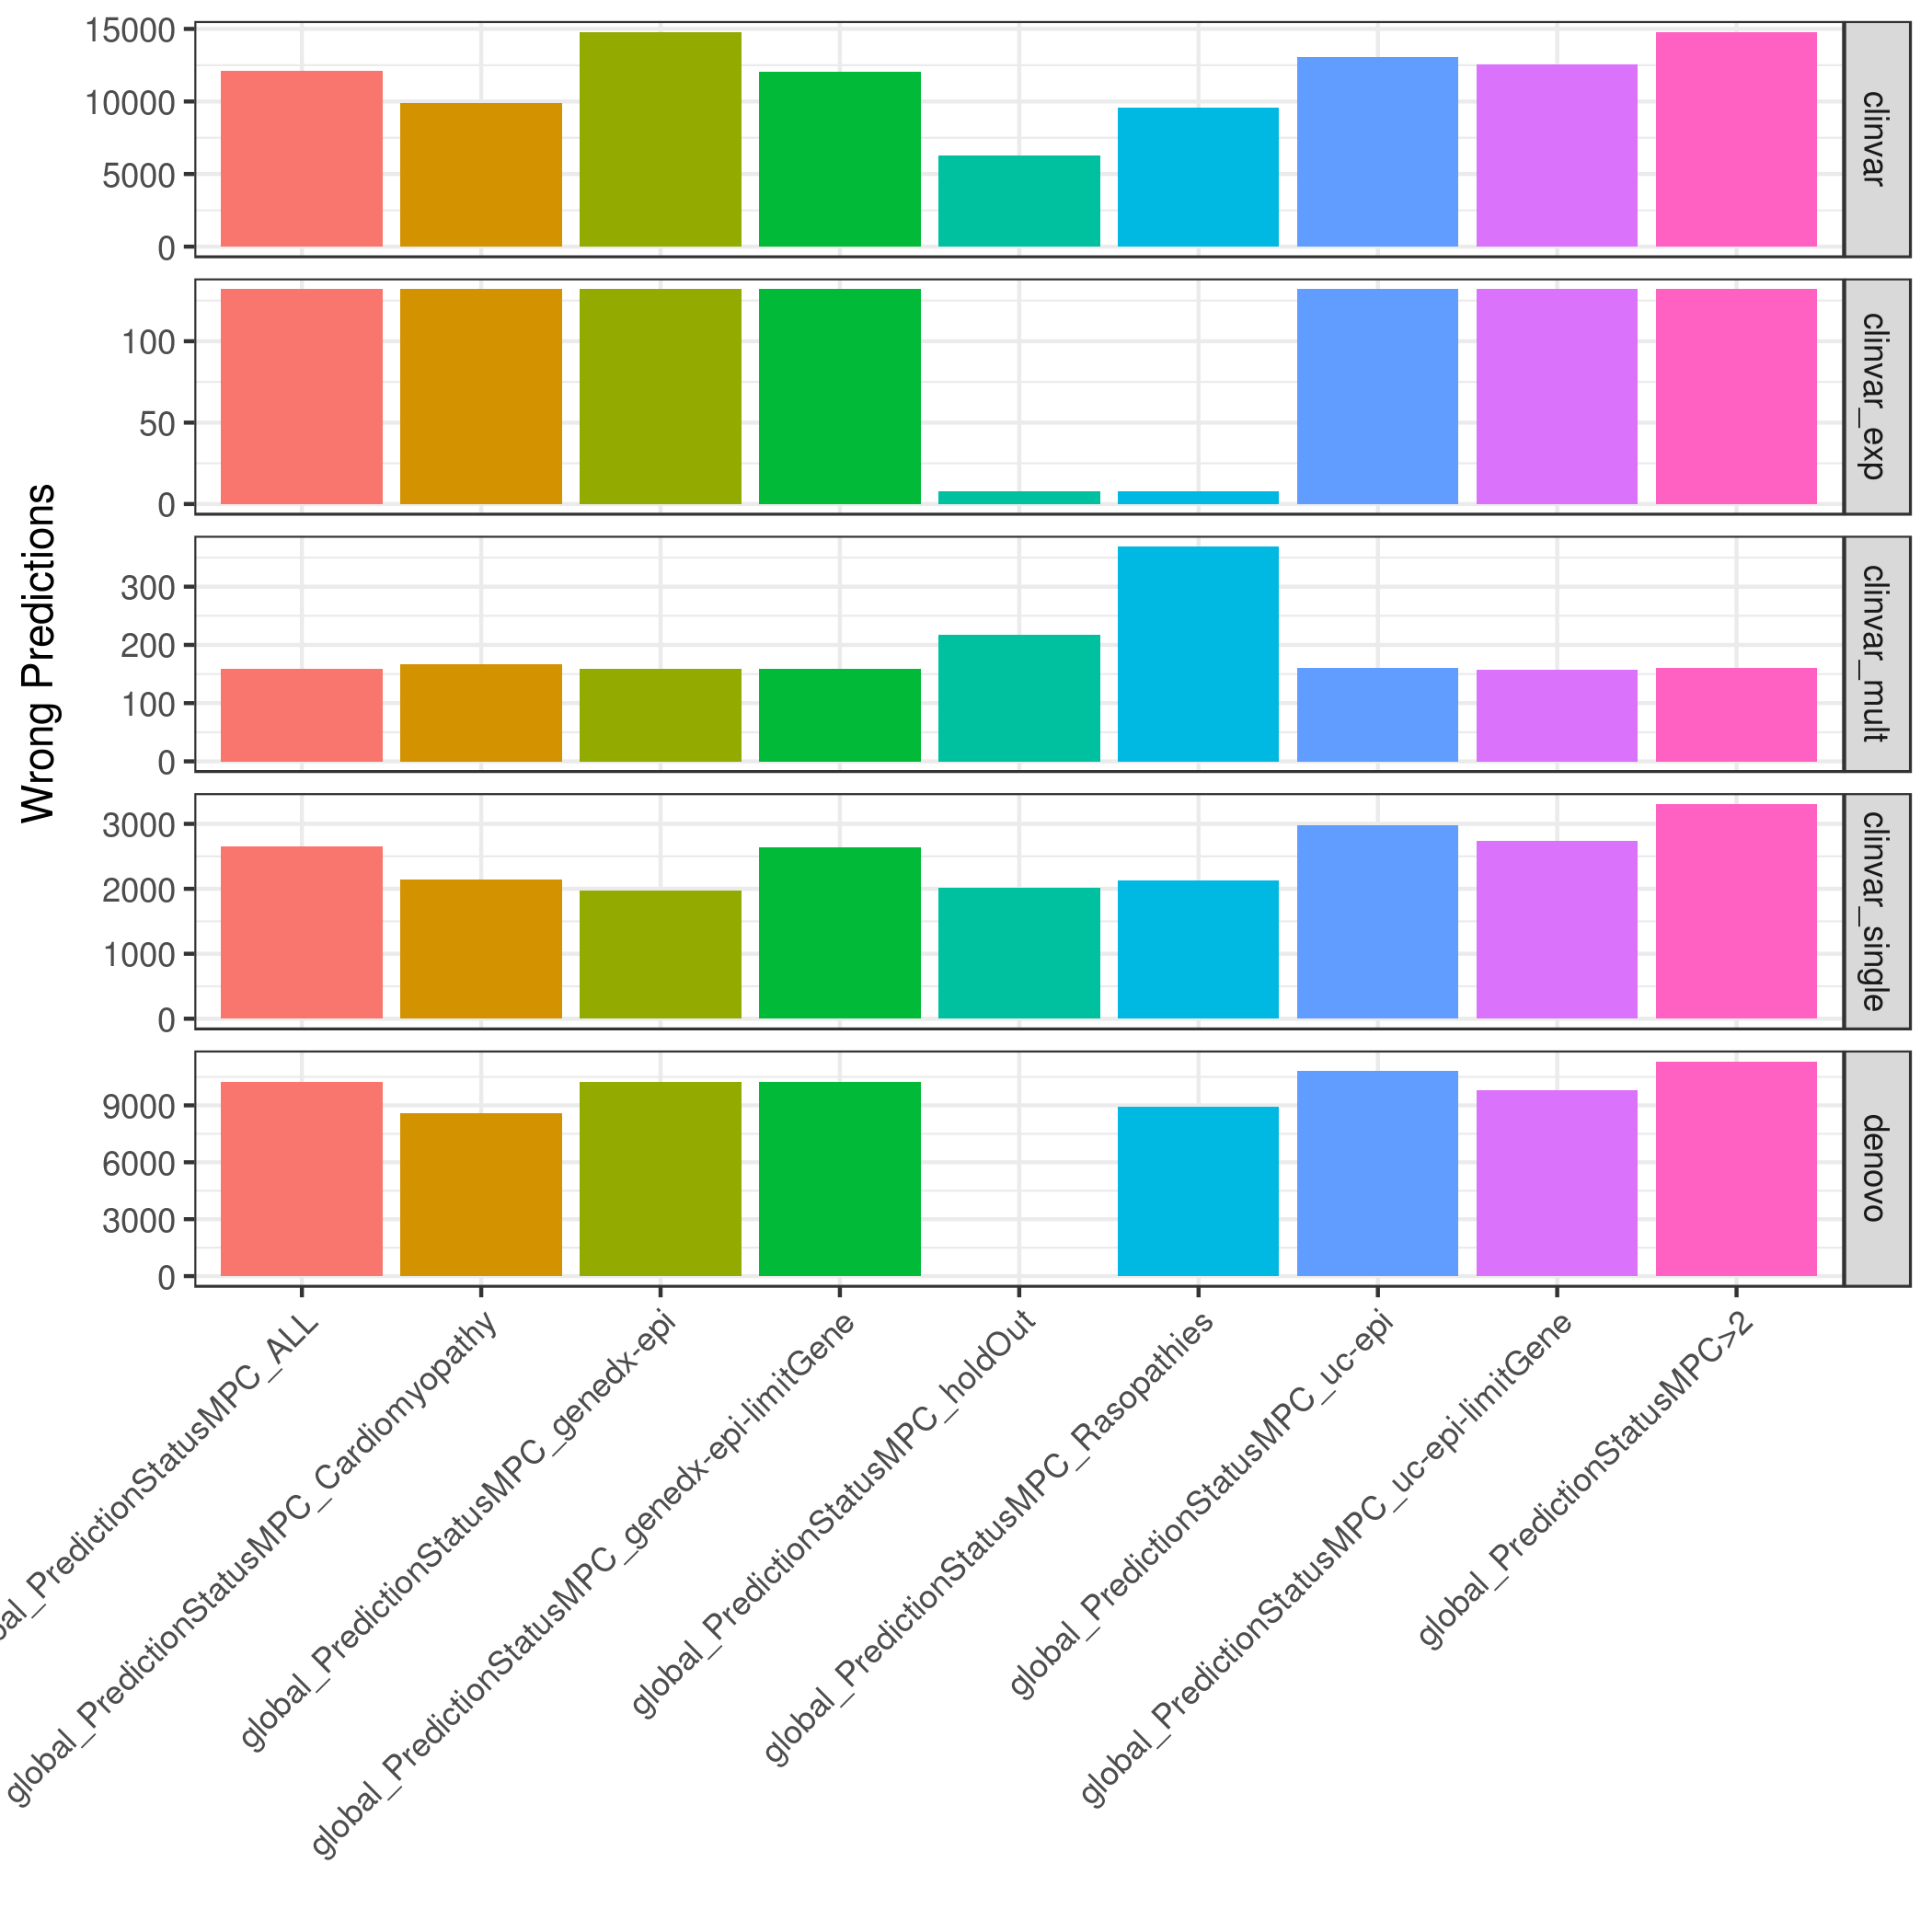 Wrong Predictions
15000
10000
5000
0
clinvar
100
50
0
clinvar_exp
300
200
100
0
clinvar_mult
3000
2000
1000
0
clinvar_single
9000
6000
3000
0
denovo
bal_PredictionStatusMPC_ALL
global_PredictionStatusMPC_Cardiomyopathy
global_PredictionStatusMPC_genedx-epi
global_PredictionStatusMPC_genedx-epi-limitGene
global_PredictionStatusMPC_holdOut
global_PredictionStatusMPC_Rasopathies
global_PredictionStatusMPC_uc-epi
global_PredictionStatusMPC_uc-epi-limitGene
global_PredictionStatusMPC>2